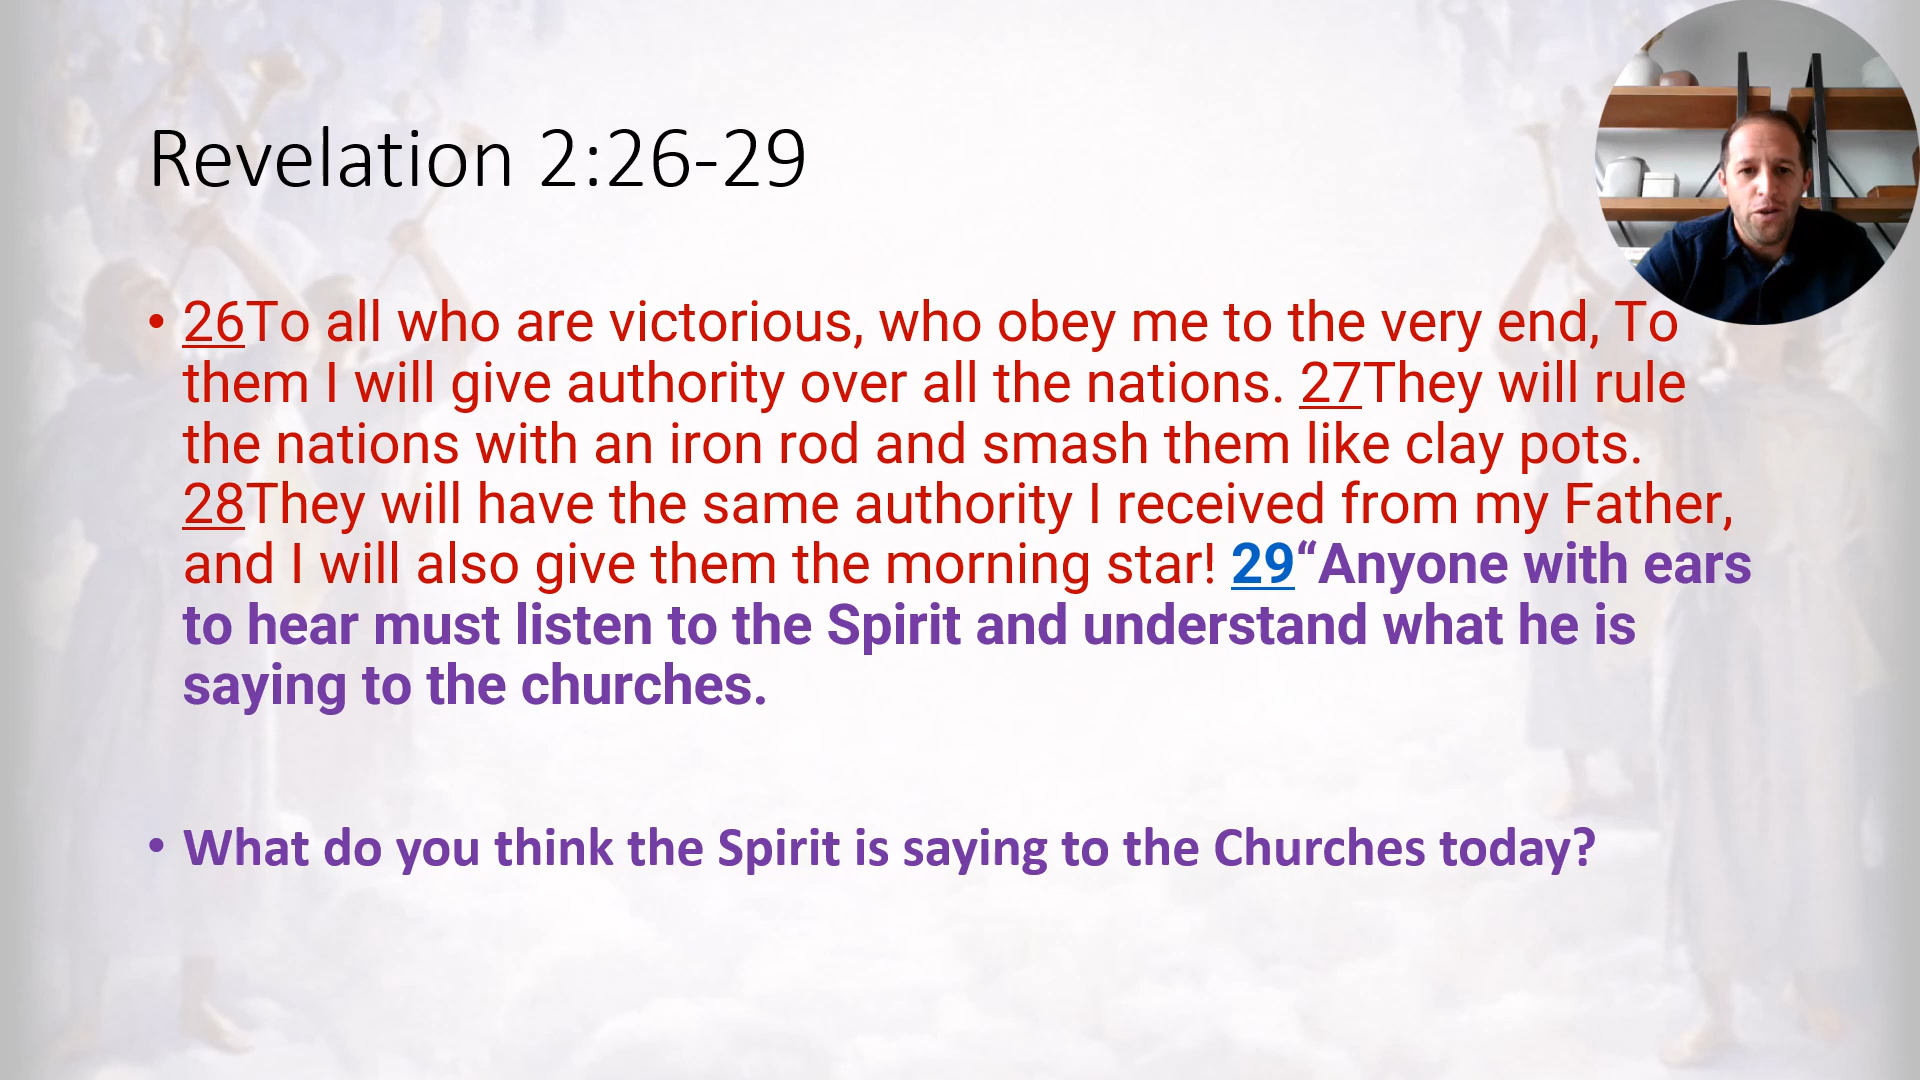 Revelation 2:26-29
• 26To all who are victorious, who obey me to the very end, To
them I will give authority over all the nations. 27They will rule
the nations with an iron rod and smash them like clay pots.
28They will have the same authority I received from my Father,
and I will also give them the morning star! 29“Anyone with ears
to hear must listen to the Spirit and understand what he is
saying to the churches.
• What do you think the Spirit is saying to the Churches today?